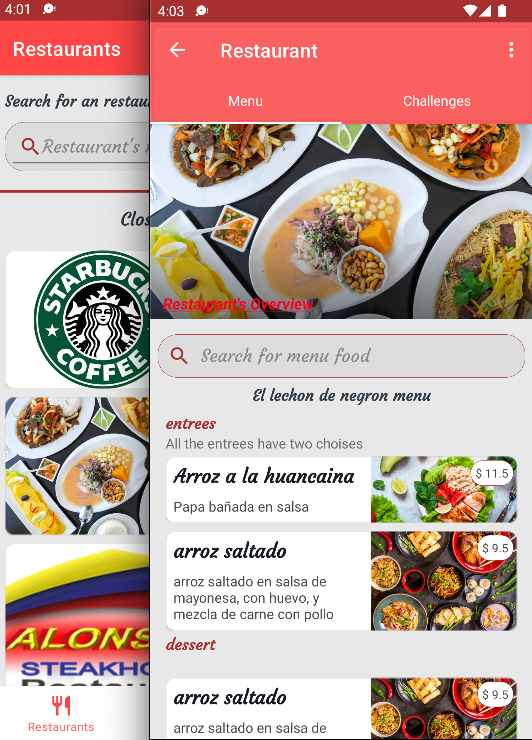 4:01
Restaurants
Search for an restau
Restaurant's
Clos
STARBUCK
COFFEE
ALONS
STEAKHO
Restau
Restaurants
4:03
Restaurant
Menu
Challenges
Restaurant's Overview
Search for menu food
El lechon de negron menu
entrees
All the entrees have two choises
Arroz a la huancaina
$ 11.5
Papa bañada en salsa
arroz saltado
$ 9.5
arroz saltado en salsa de
mayonesa, con huevo, y
mezcla de carne con pollo
dessert
arroz saltado
$ 9.5
arroz saltado en salsa de